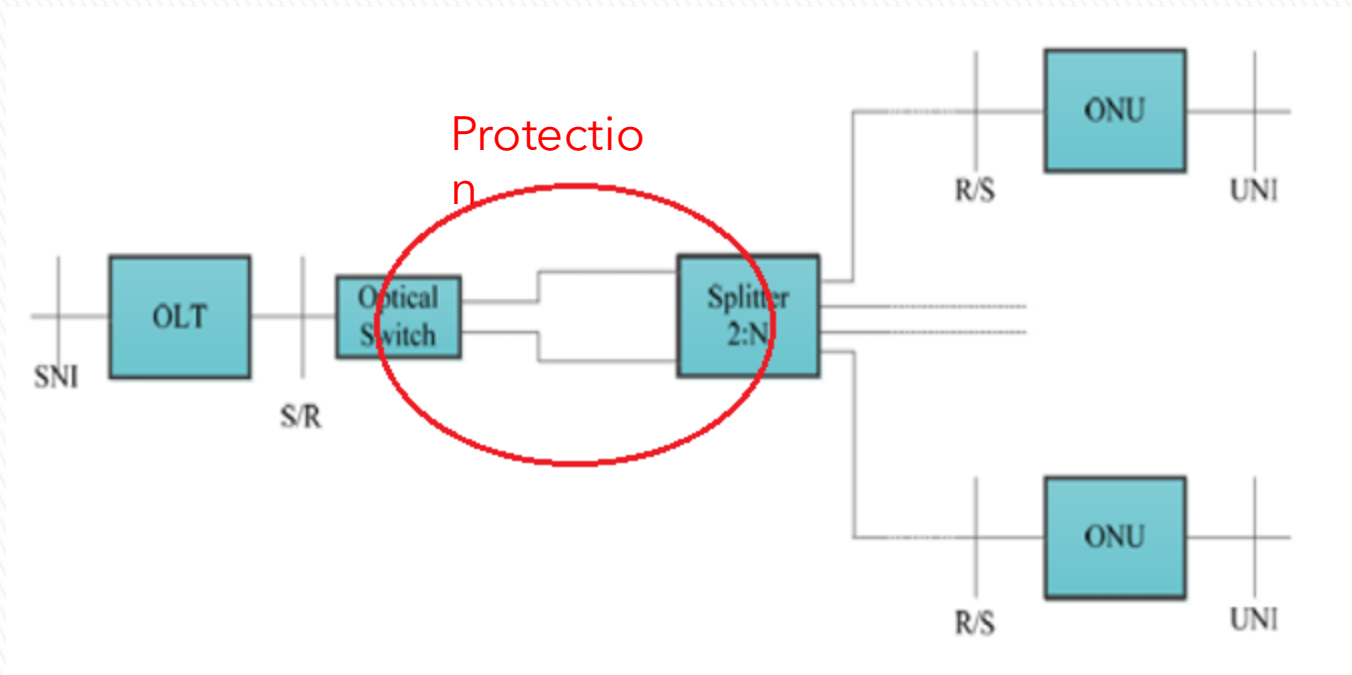 Protectio
n
ONU
R/S
UNI
OLT
Optical
Switch
Splitter
2:N
SNI
S/R
ONU
R/S
UNI